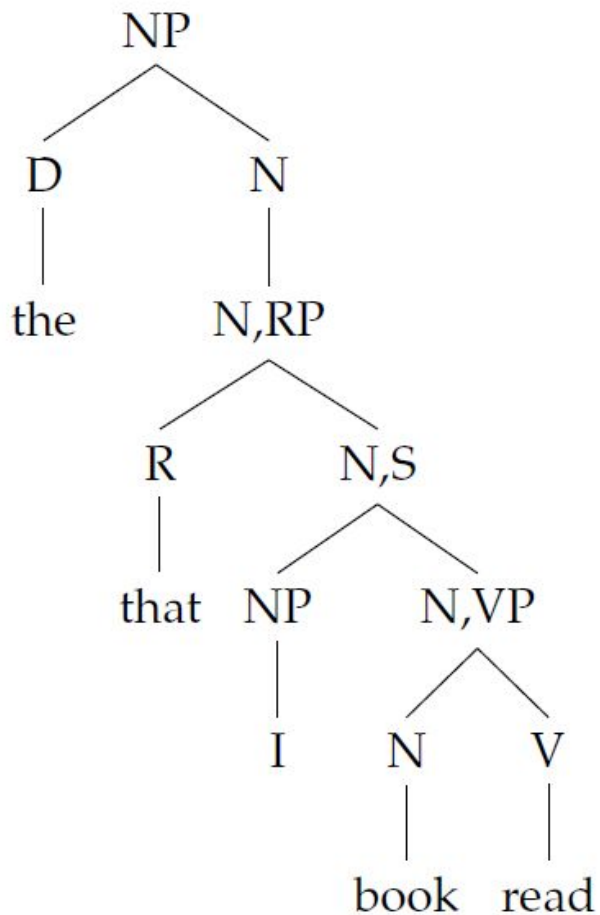 NP
D N
the N,RP
R N,S
that NP N,VP
I N V
book read